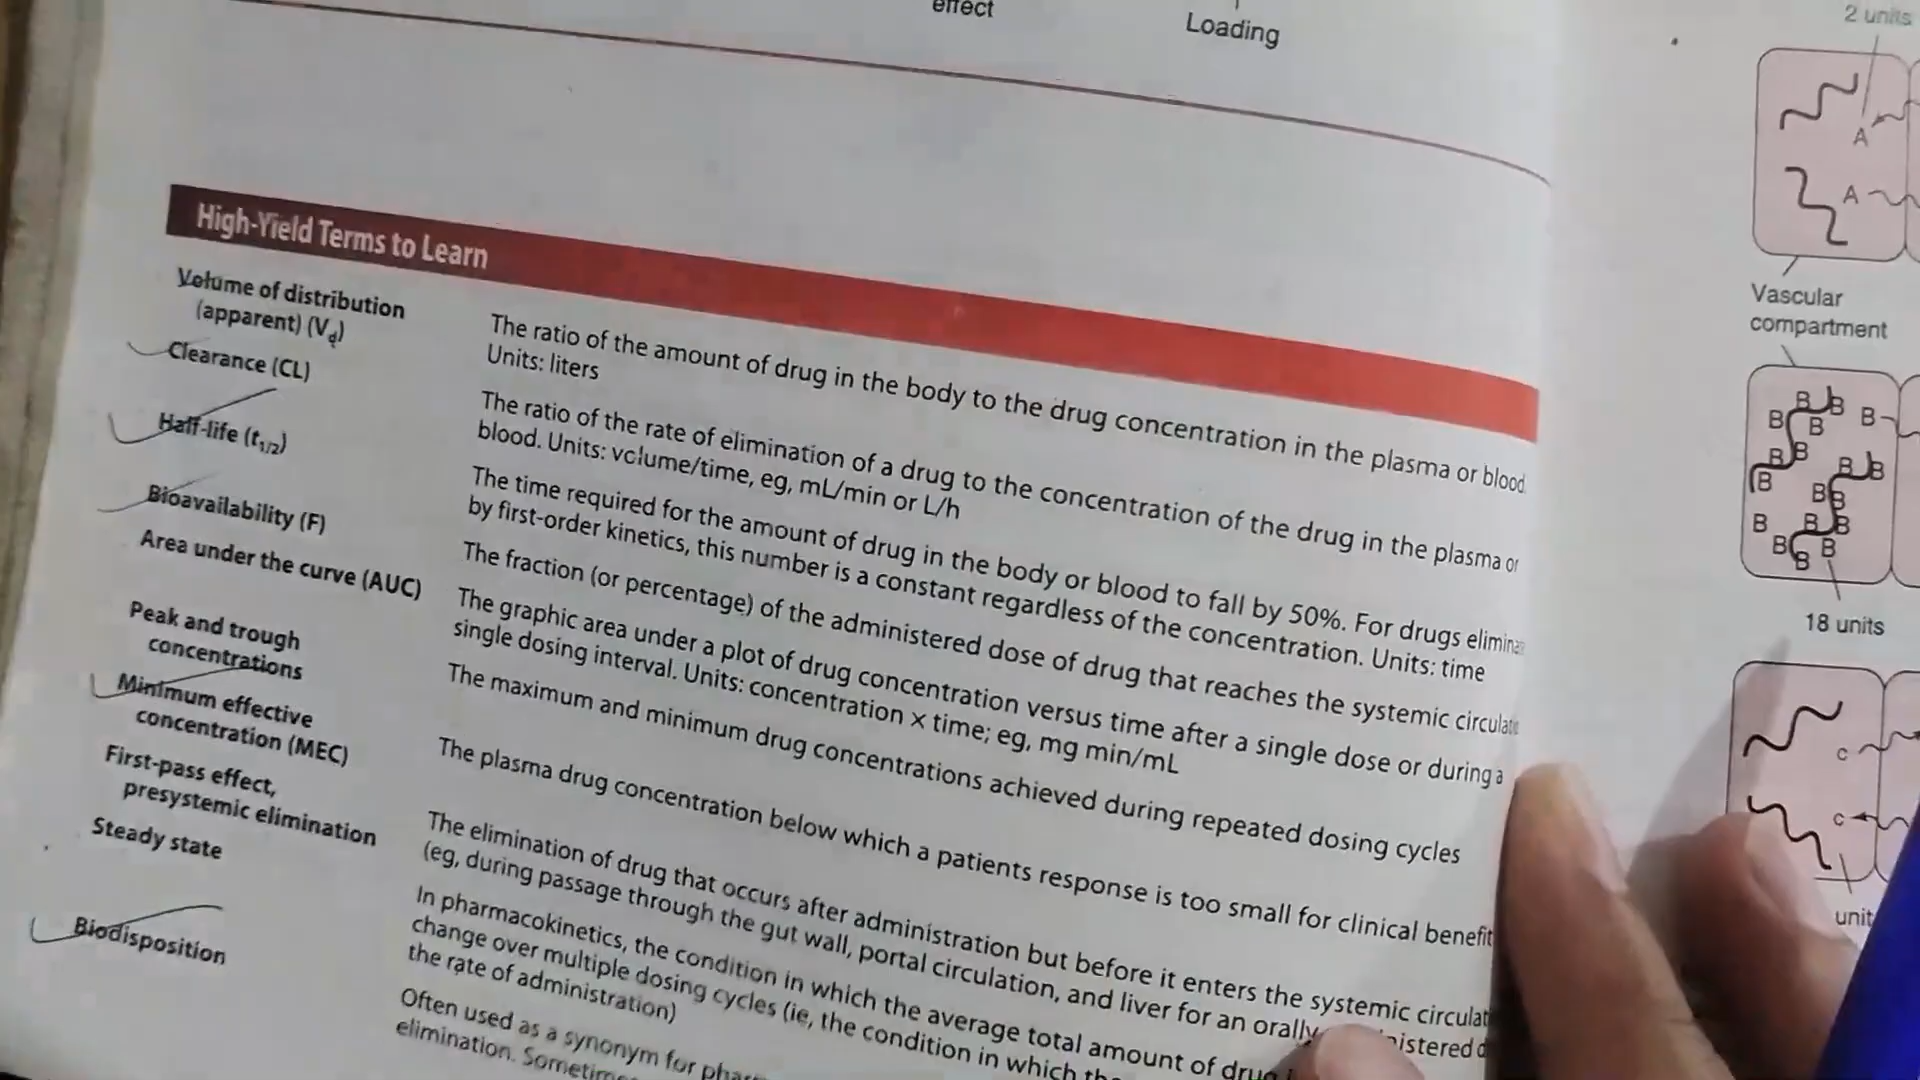 effect
Loading
High-Yield Terms to Learn
Volume of distribution
(apparent) (Vd)
The ratio of the amount of drug in the body to the drug concentration in the plasma or blood.
Units: liters
Clearance (CL)
The ratio of the rate of elimination of a drug to the concentration of the drug in the plasma or
blood. Units: volume/time, eg, mL/min or L/h
Half-life (t1/2)
The time required for the amount of drug in the body or blood to fall by 50%. For drugs
by first-order kinetics, this number is a constant regardless of the concentration. Units: time
Bioavailability (F)
The fraction (or percentage) of the administered dose of drug that reaches the systemic
Area under the curve (AUC)
The graphic area under a plot of drug concentration versus time after a single dose or during a
single dosing interval. Units: concentration × time; eg, mg min/mL
Peak and trough
concentrations
The maximum and minimum drug concentrations achieved during repeated dosing cycles
Minimum effective
concentration (MEC)
The plasma drug concentration below which a patients response is too small for clinical benefit
First-pass effect,
presystemic elimination
The elimination of drug that occurs after administration but before it enters the systemic
(eg, during passage through the gut wall, portal circulation, and liver for an orally
Steady state
In pharmacokinetics, the condition in which the average total amount of drug
change over multiple dosing cycles (ie, the condition in which
the rate of administration)
Biodisposition
Often used as a synonym for
elimination.
2 units
A
A
Vascular
compartment
B B B
B B
B B B B
B B
B B B B
B B
B
18 units
C
C
unit